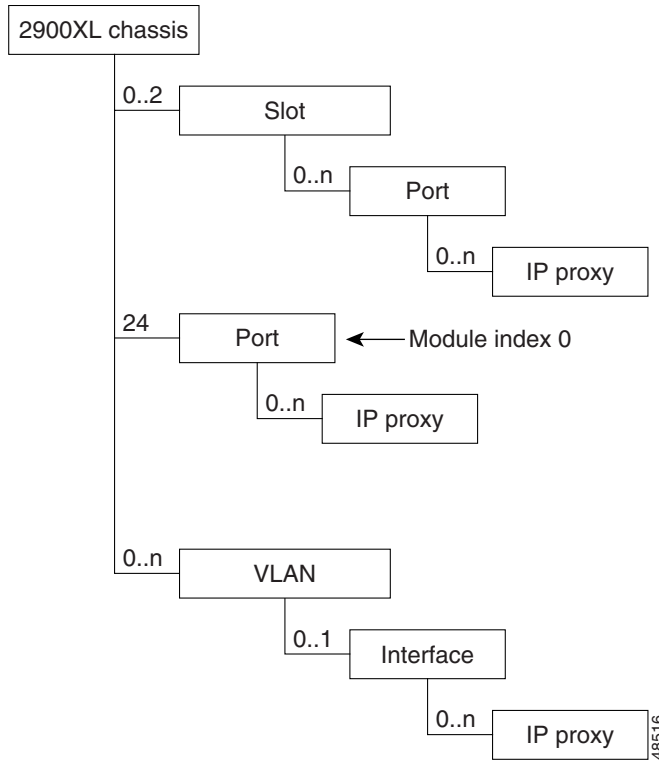 2900XL chassis
0..2
Slot
0..n
Port
0..n
IP proxy
24
Port
Module index 0
0..n
IP proxy
0..n
VLAN
0..1
Interface
0..n
IP proxy
48516